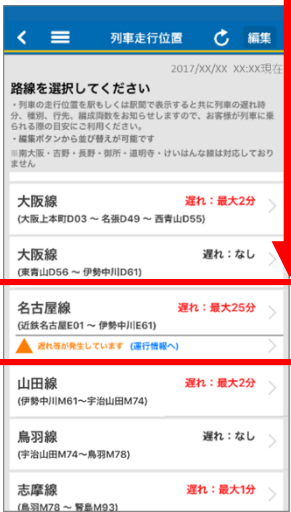 列車走行位置
編集
2017/XX/XX XX:XX現在
路線を選択してください
・列車の走行位置を駅もしくは駅間で表示すると共に列車の遅れ時
分、種別、行先、編成両数をお知らせしますので、お客様が列車に乗
られる際の目安にご利用ください。
・編集ボタンから並び替えが可能です
※南大阪・吉野・長野・御所・道明寺・けいはんな線は対応しており
ません
大阪線 遅れ：最大2分
(大阪上本町D03 ～ 名張D49 ～ 西青山D55)
大阪線 遅れ：なし
(東青山D56 ～ 伊勢中川D61)
名古屋線 遅れ：最大25分
(近鉄名古屋E01 ～ 伊勢中川E61)
遅れ等が発生しています (運行情報へ)
山田線 遅れ：最大2分
(伊勢中川M61～宇治山田M74)
鳥羽線 遅れ：なし
(宇治山田M74～鳥羽M78)
志摩線 遅れ：最大1分
(鳥羽M78 ～ 賢島M93)